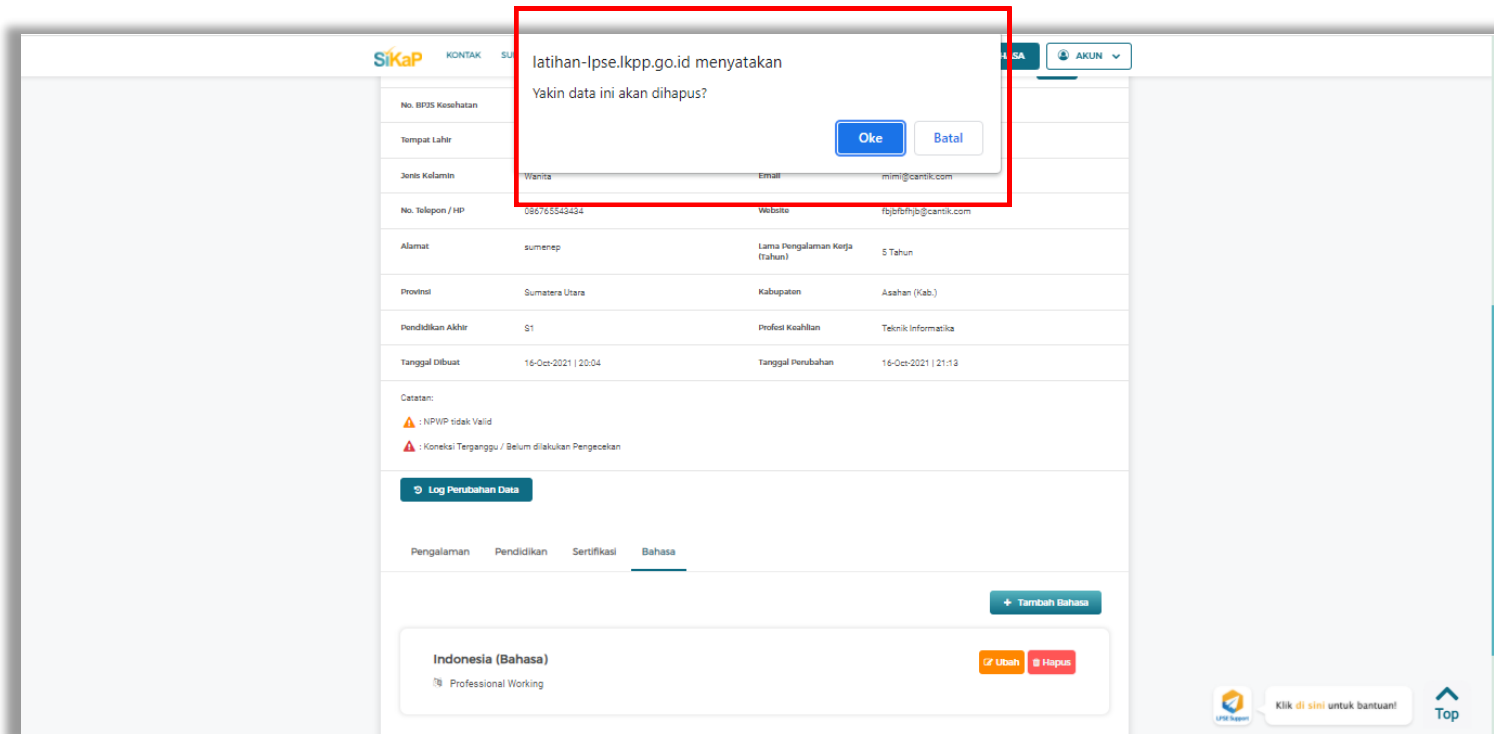 SiKaP KONTAK AKUN
latihan-lpse.lkpp.go.id menyatakan
Yakin data ini akan dihapus?
Oke Batal
No. BPJS Kesehatan
Tempat Lahir
Jenis Kelamin Wanita Email mimi@cantik.com
No. Telepon / HP 086765543434 Website fbjbfbfhjb@cantik.com
Alamat sumenep Lama Pengalaman Kerja
(Tahun) 5 Tahun
Provinsi Sumatera Utara Kabupaten Asahan (Kab.)
Pendidikan Akhir S1 Profesi Keahlian Teknik Informatika
Tanggal Dibuat 16-Oct-2021 | 20:04 Tanggal Perubahan 16-Oct-2021 | 21:13
Catatan:
: NPWP tidak Valid
: Koneksi Terganggu / Belum dilakukan Pengecekan
Log Perubahan Data
Pengalaman Pendidikan Sertifikasi Bahasa
+ Tambah Bahasa
Indonesia (Bahasa)
Ubah Hapus
Professional Working
LPSE Support
Klik di sini untuk bantuan!
Top